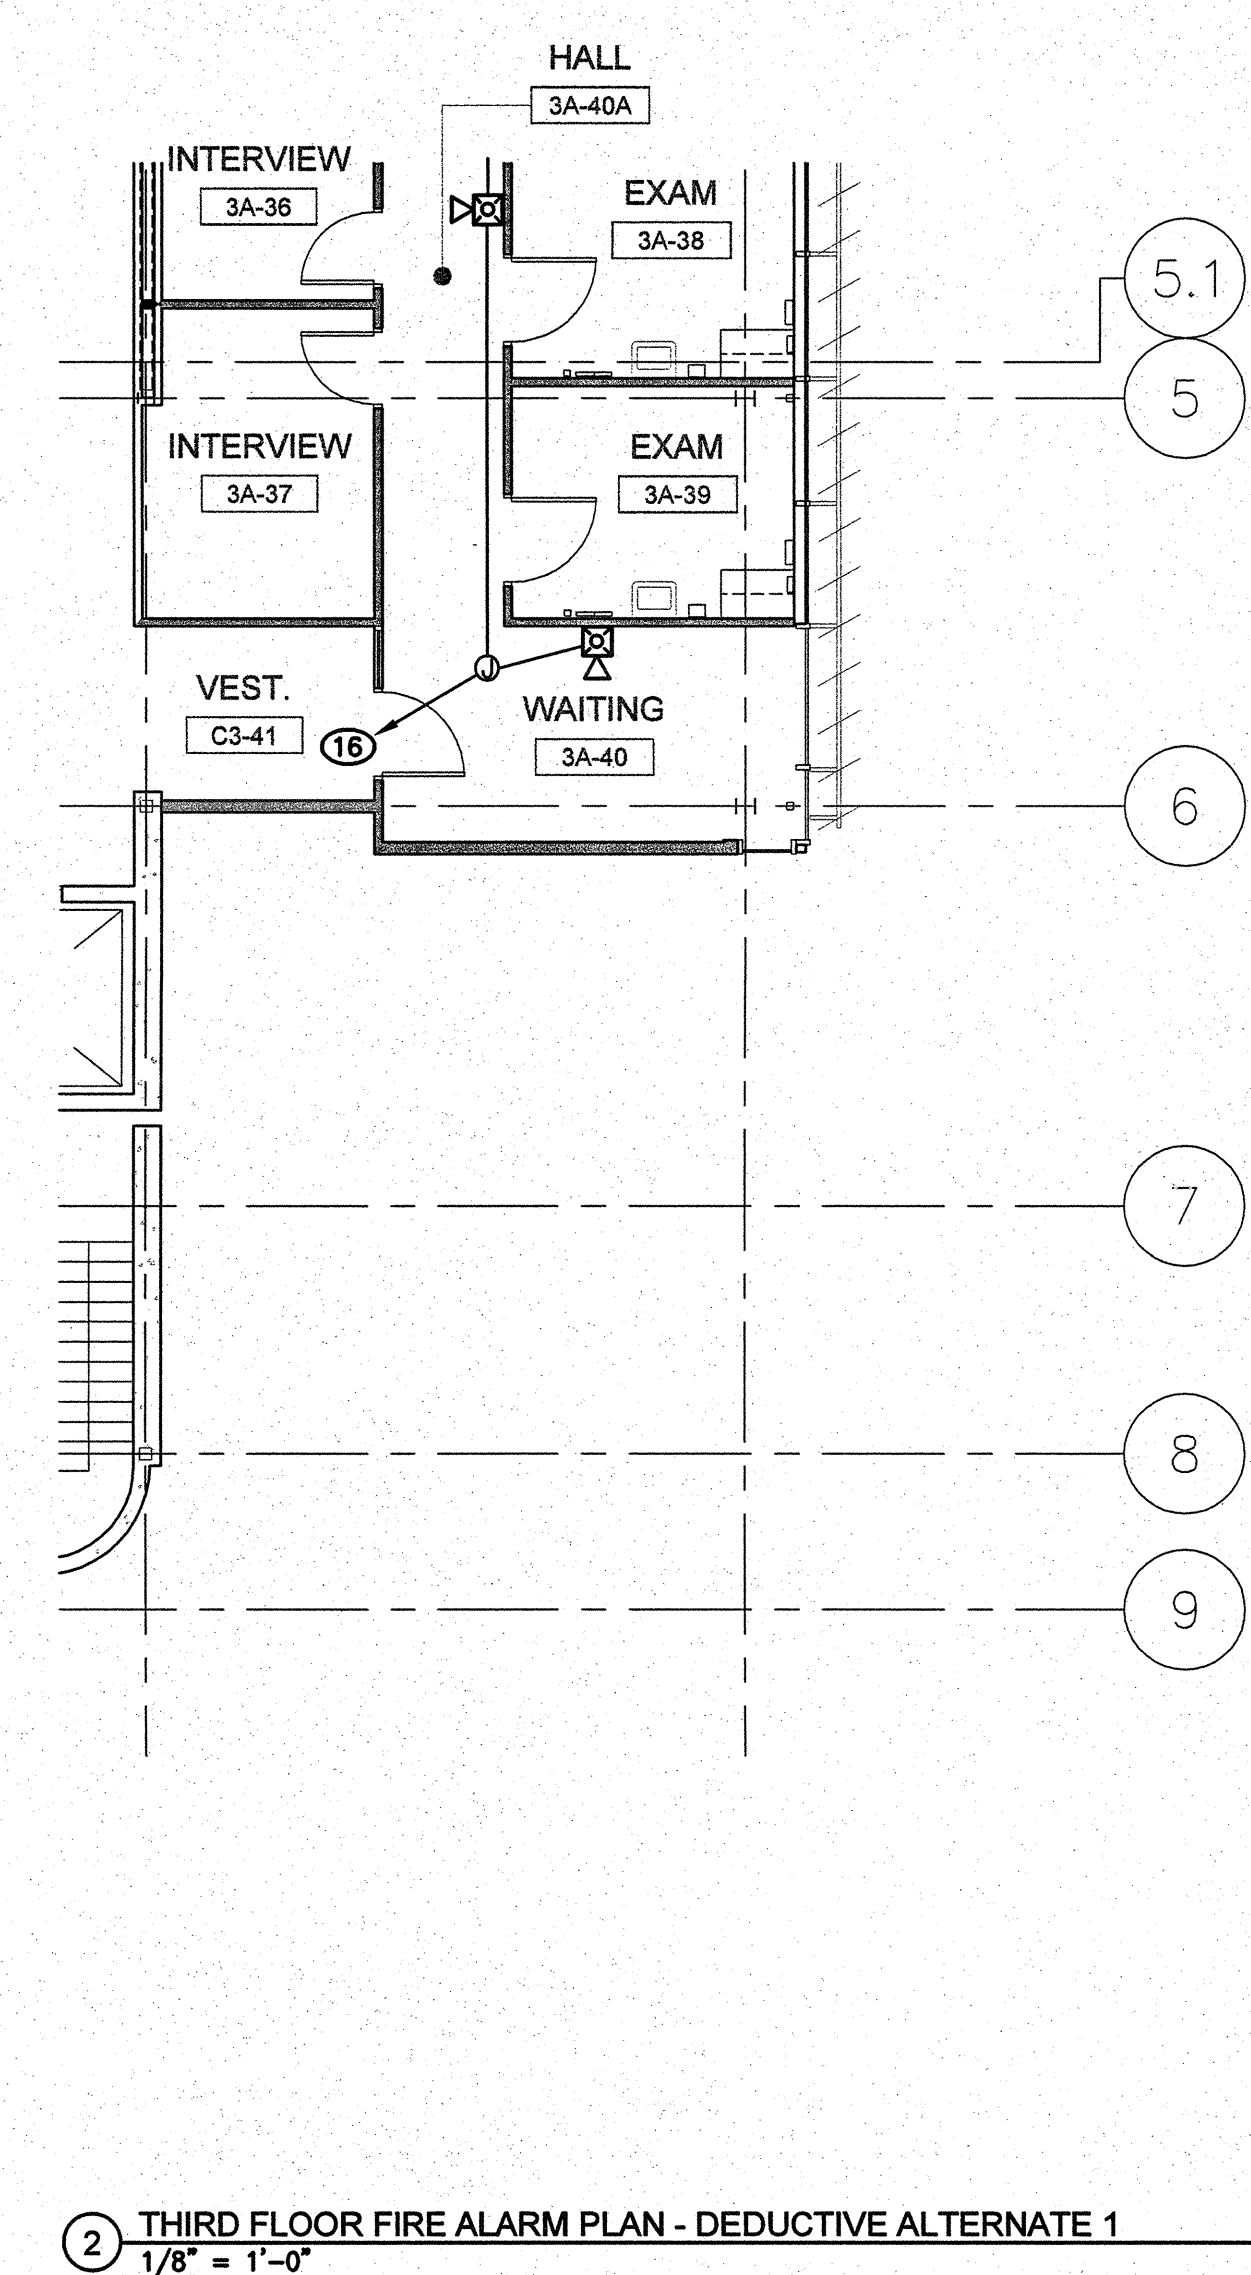 HALL
3A-40A
INTERVIEW
3A-36
EXAM
3A-38
5.1
5
INTERVIEW
3A-37
EXAM
3A-39
J
VEST.
C3-41
16
WAITING
3A-40
6
7
8
9
2
THIRD FLOOR FIRE ALARM PLAN - DEDUCTIVE ALTERNATE 1
1/8" = 1'-0"